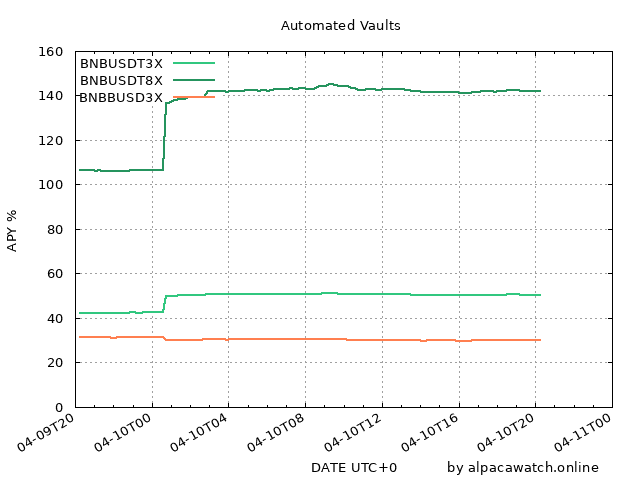 Automated Vaults
BNBUSDT3X
BNBUSDT8X
BNBBUSD3X
APY %
160
140
120
100
80
60
40
20
0
04-09T20
04-10T00
04-10T04
04-10T08
04-10T12
04-10T16
04-10T20
04-11T00
DATE UTC+0
by alpacawatch.online